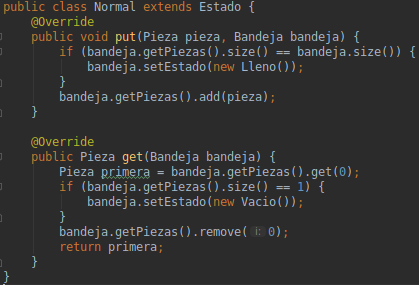 public class Normal extends Estado {
@Override
public void put(Pieza pieza, Bandeja bandeja) {
if (bandeja.getPiezas().size() == bandeja.size()) {
bandeja.setEstado(new Lleno());
}
bandeja.getPiezas().add(pieza);
}
@Override
public Pieza get(Bandeja bandeja) {
Pieza primera = bandeja.getPiezas().get(0);
if (bandeja.getPiezas().size() == 1) {
bandeja.setEstado(new Vacio());
}
bandeja.getPiezas().remove( i: 0);
return primera;
}
}